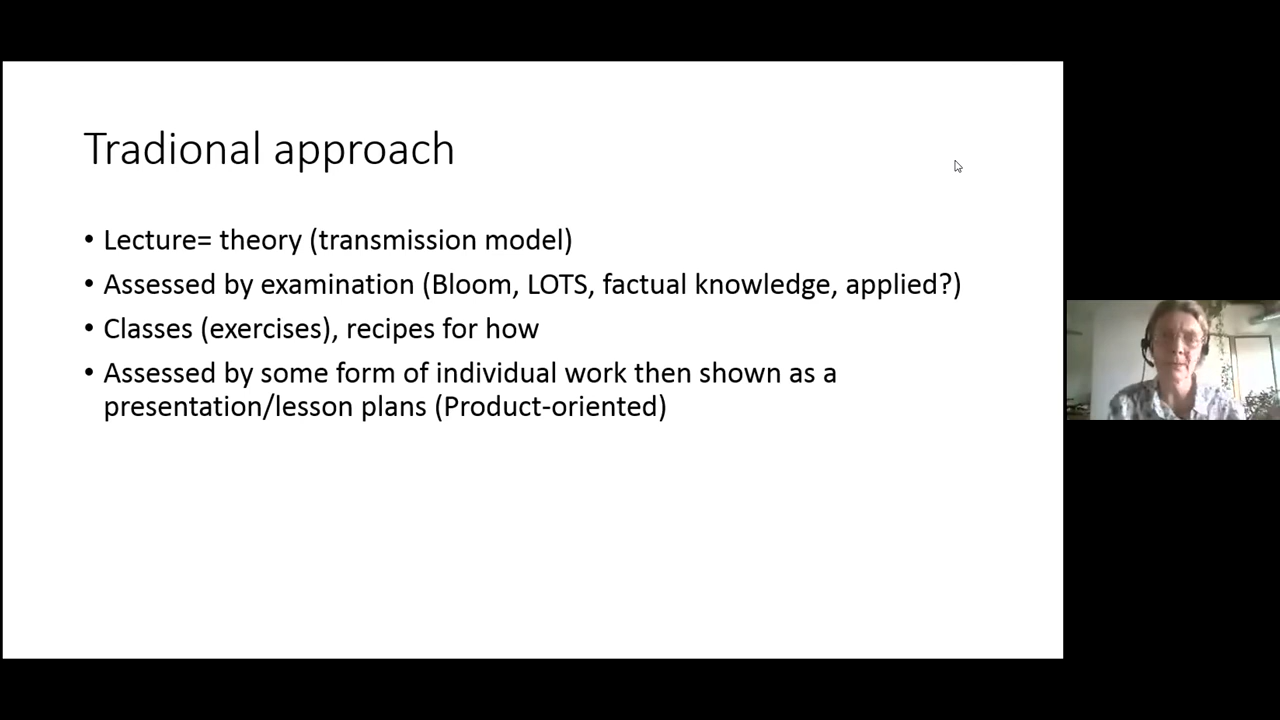 Tradional approach
• Lecture= theory (transmission model)
• Assessed by examination (Bloom, LOTS, factual knowledge, applied?)
• Classes (exercises), recipes for how
• Assessed by some form of individual work then shown as a
presentation/lesson plans (Product-oriented)